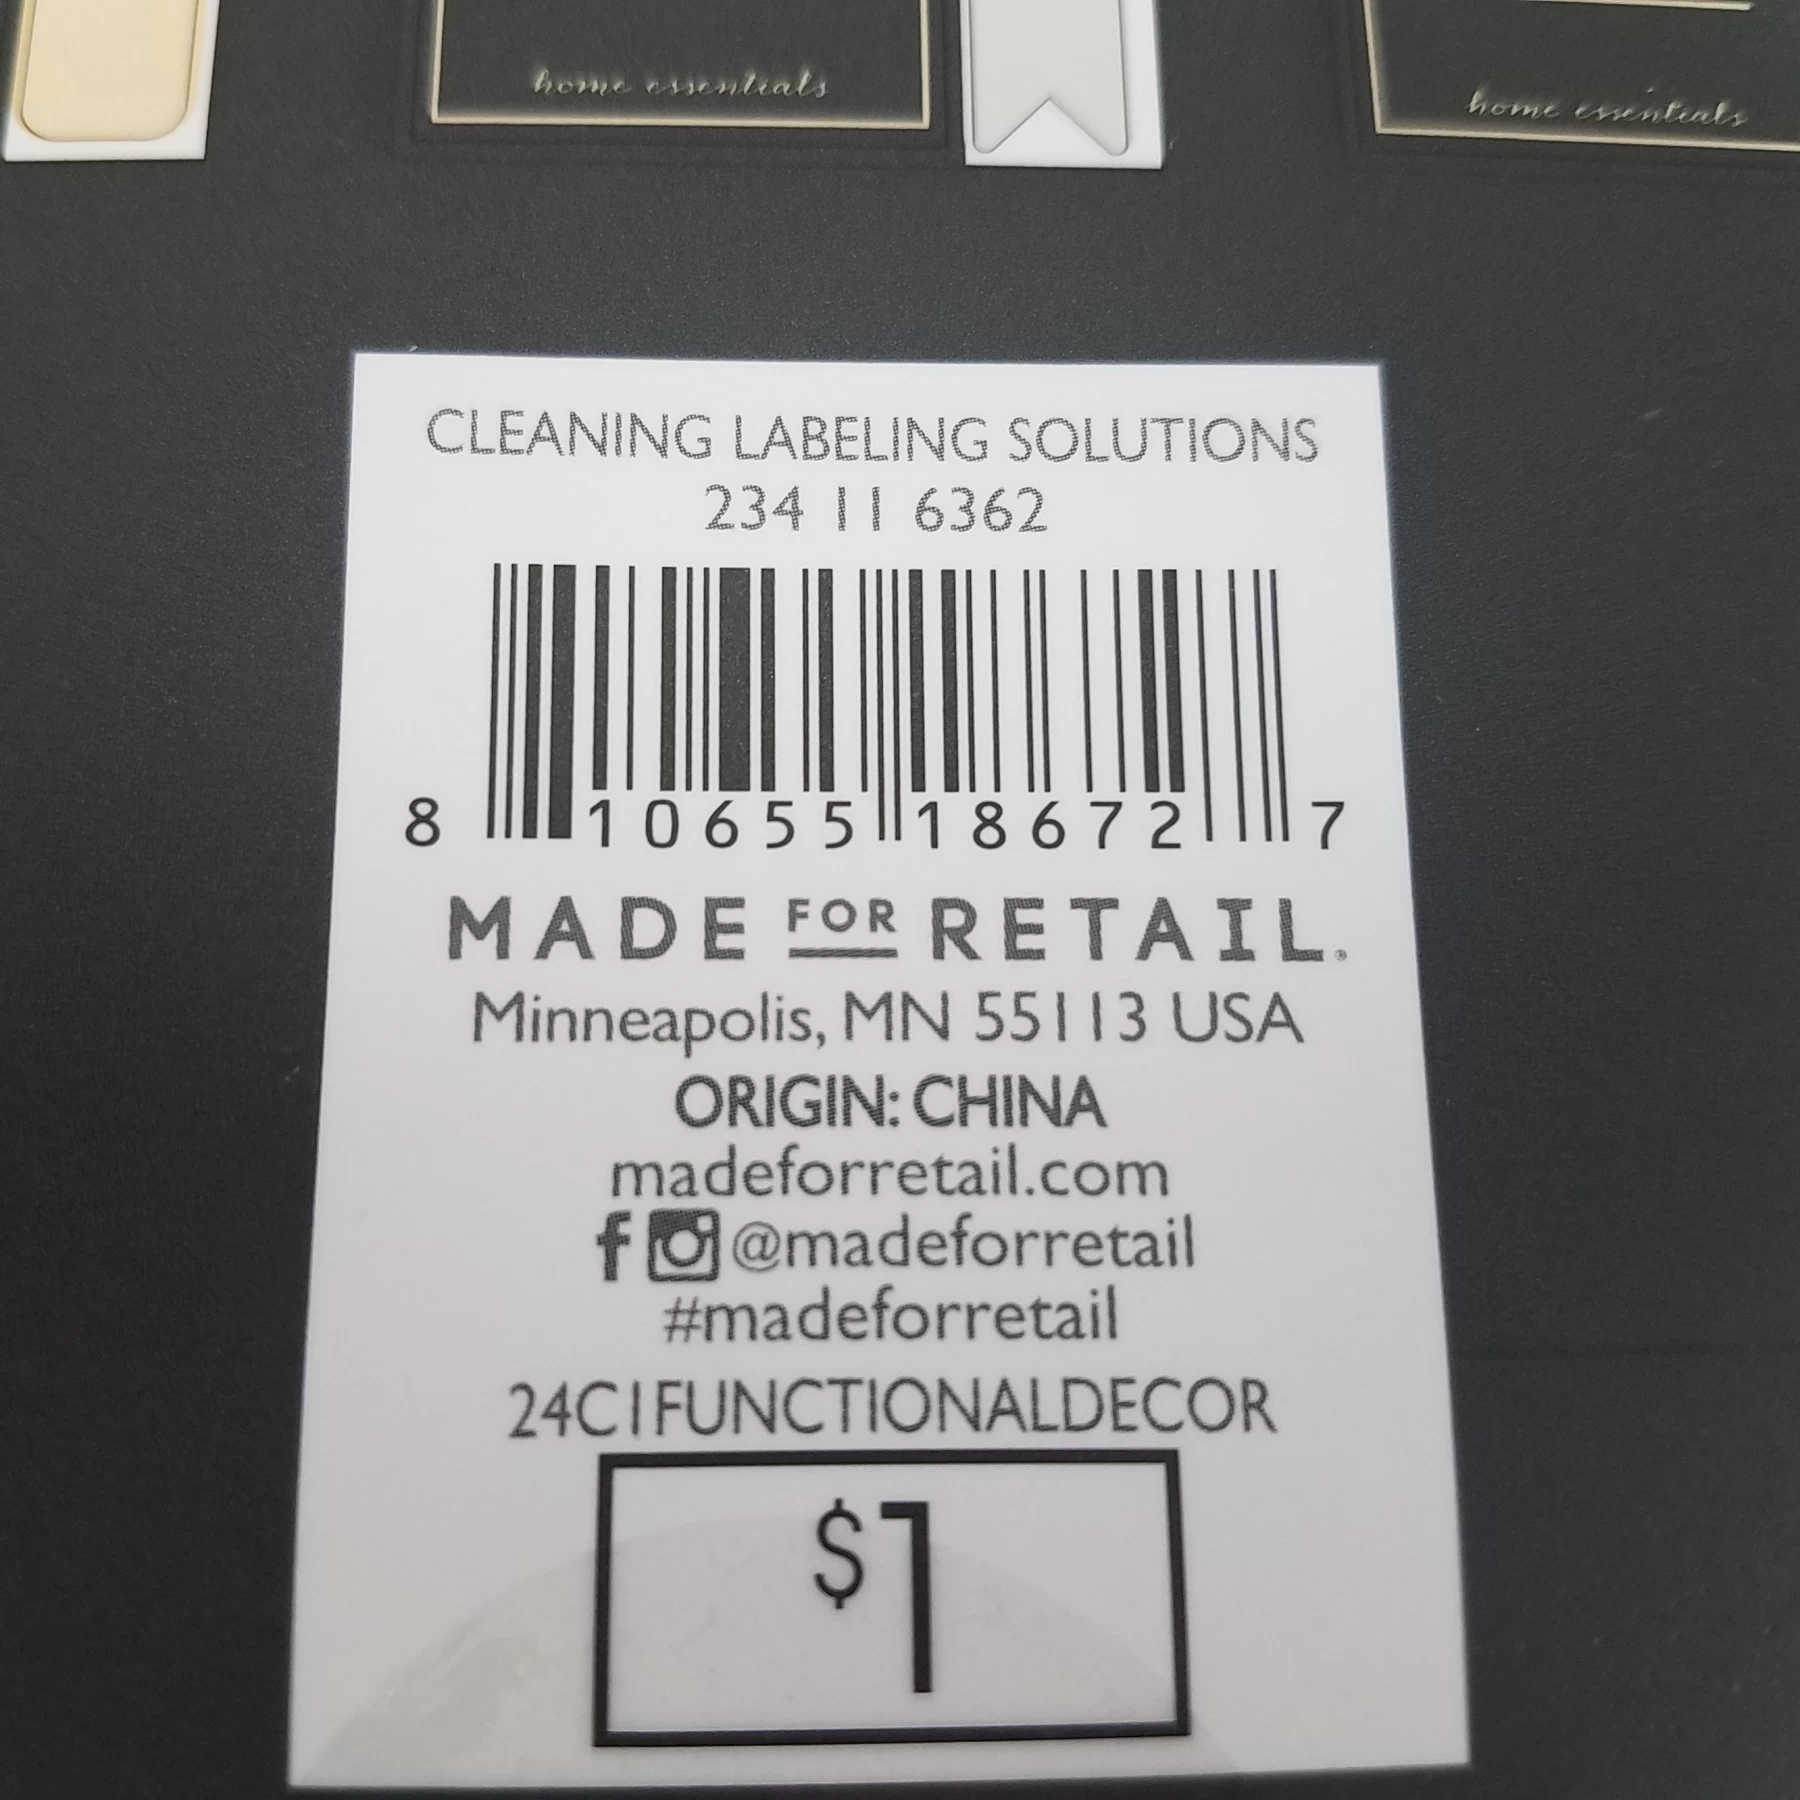 home essentials
home essentials
CLEANING LABELING SOLUTIONS
234 11 6362
8 10655 18672 7
MADE FOR RETAIL®
Minneapolis, MN 55113 USA
ORIGIN: CHINA
madeforretail.com
f @madeforretail
#madeforretail
24C1FUNCTIONALDECOR
$1